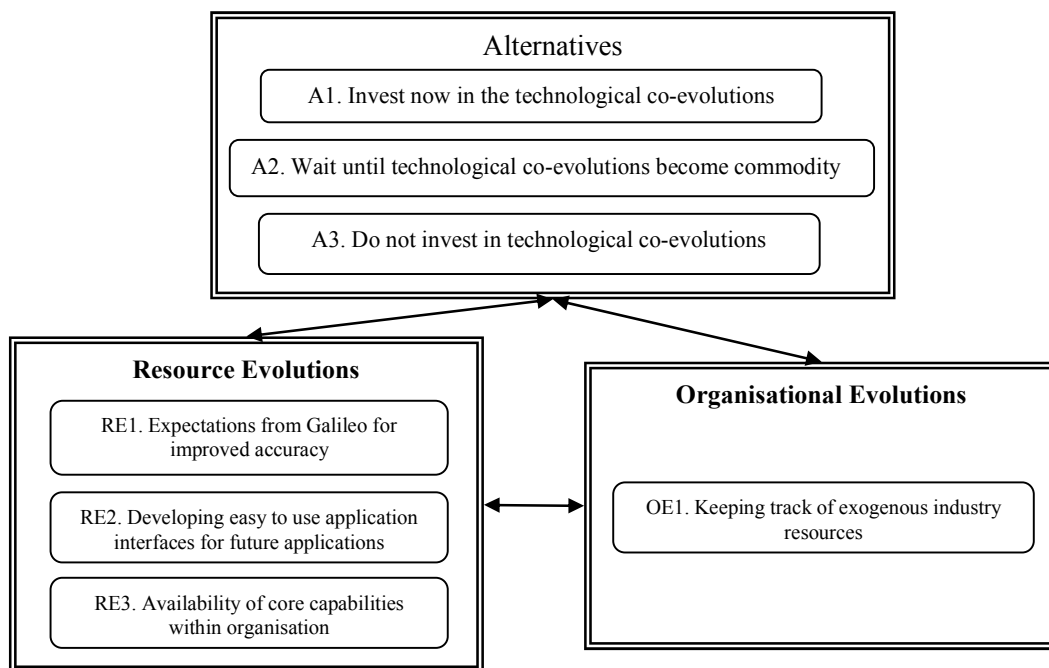 Alternatives
A1. Invest now in the technological co-evolutions
A2. Wait until technological co-evolutions become commodity
A3. Do not invest in technological co-evolutions
Resource Evolutions
RE1. Expectations from Galileo for
improved accuracy
RE2. Developing easy to use application
interfaces for future applications
RE3. Availability of core capabilities
within organisation
Organisational Evolutions
OE1. Keeping track of exogenous industry
resources